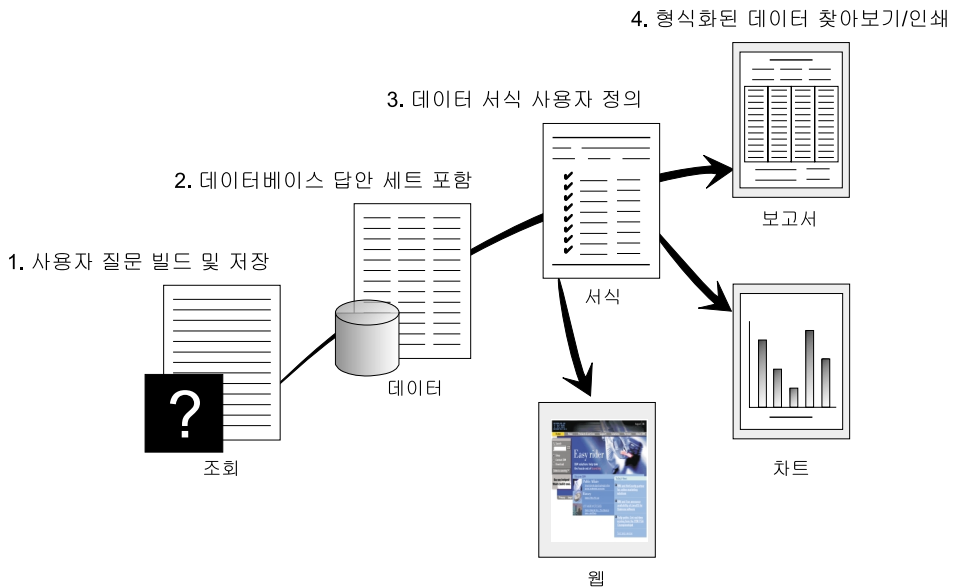 4. 형식화된 데이터 찾아보기/인쇄
3. 데이터 서식 사용자 정의
2. 데이터베이스 답안 세트 포함
보고서
1. 사용자 질문 빌드 및 저장
서식
?
데이터
조회
IBM
Easy rider
차트
웹